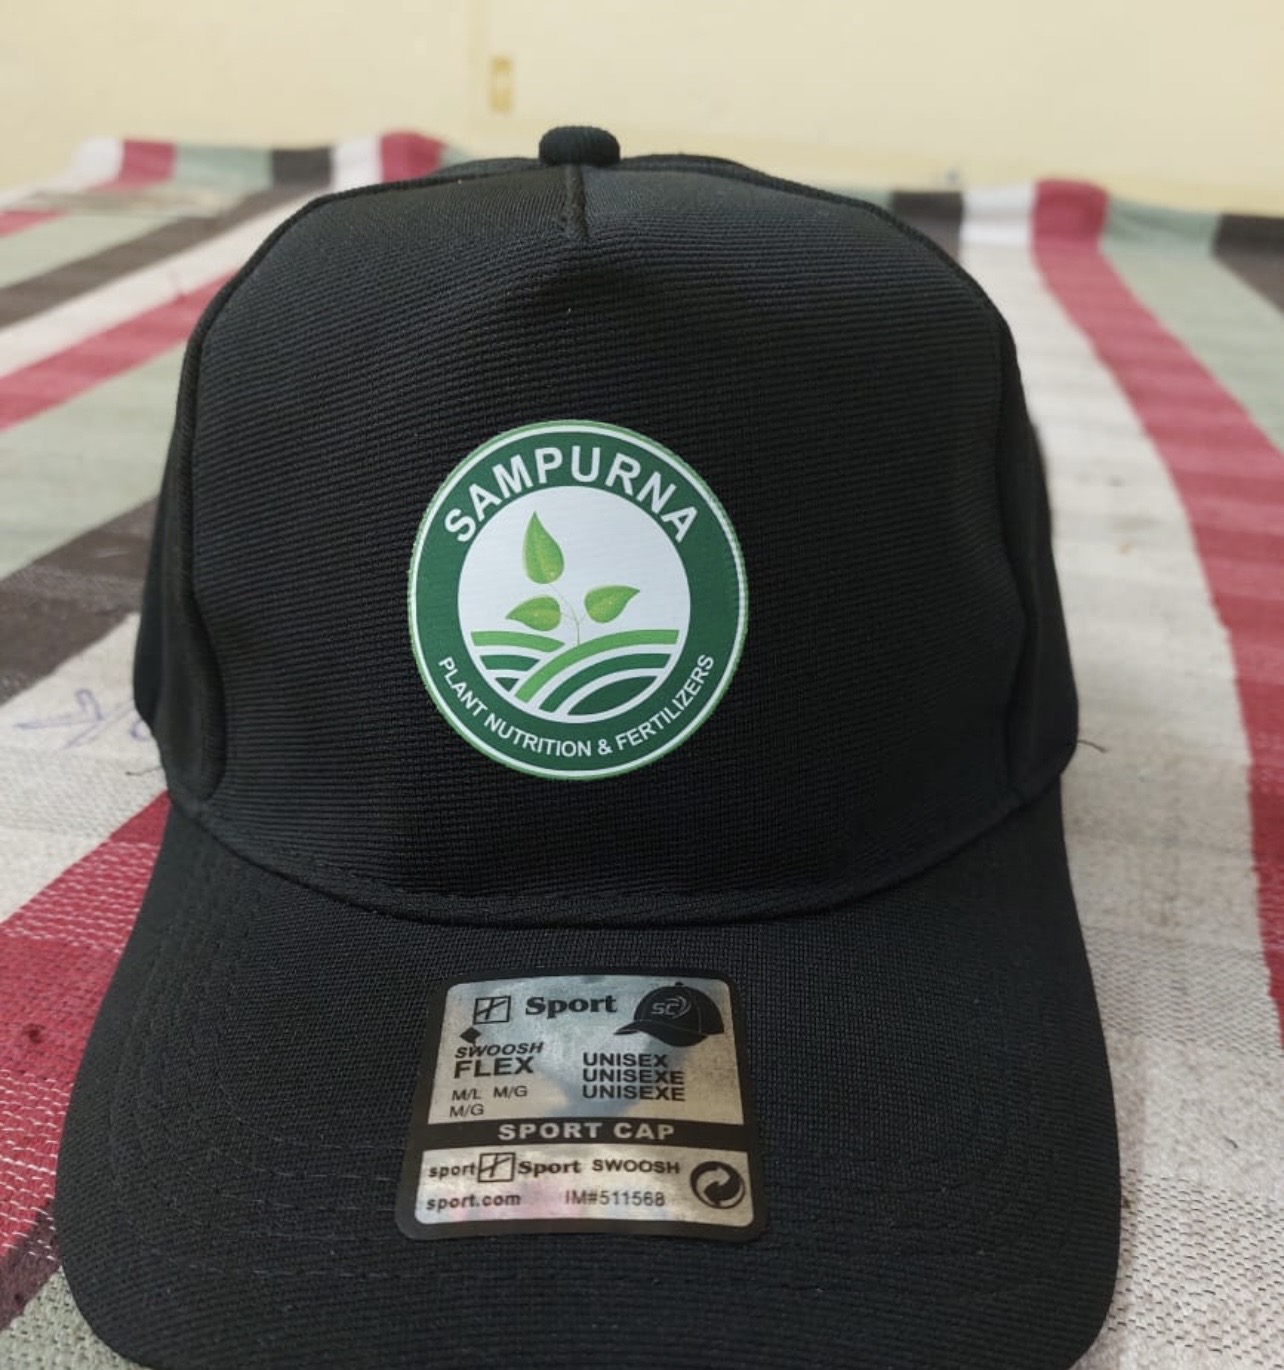 SAMPURNA
PLANT NUTRITION & FERTILIZERS
Sport
SC
SWOOSH
FLEX
M/L M/G
M/G
UNISEX
UNISEXE
UNISEXE
SPORT CAP
sport Sport SWOOSH
sport.com IM#511568